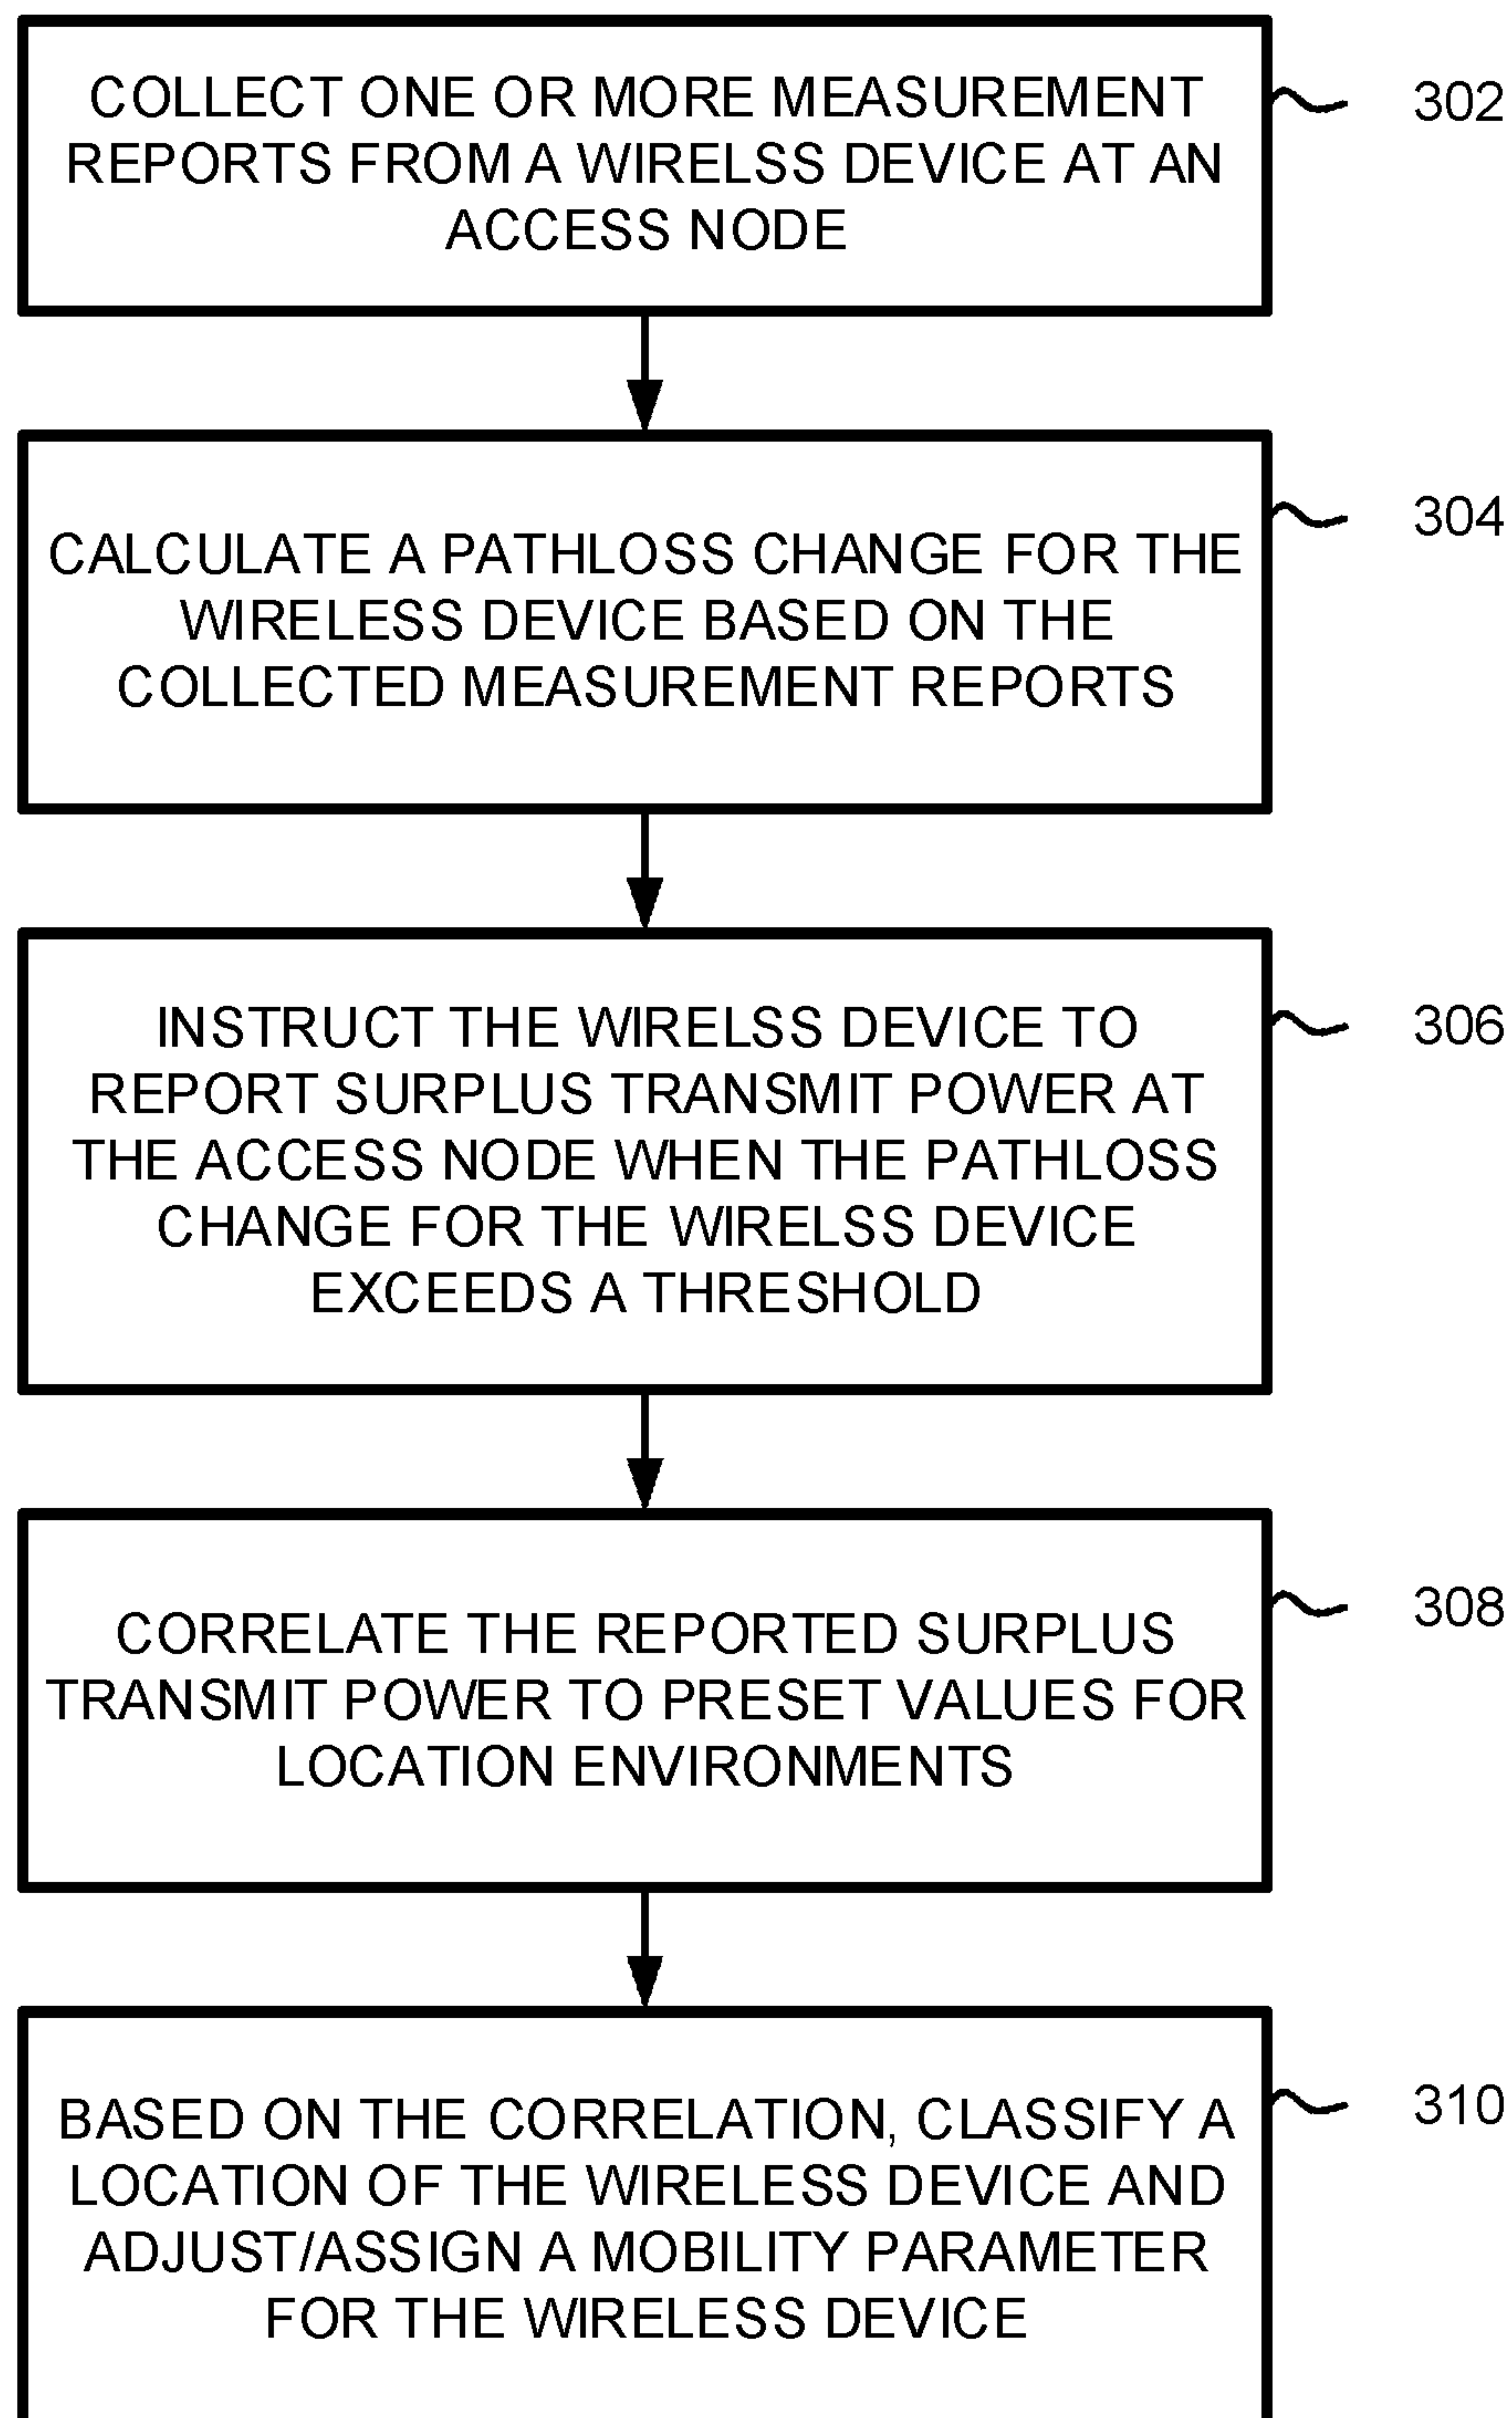 COLLECT ONE OR MORE MEASUREMENT
REPORTS FROM A WIRELSS DEVICE AT AN
ACCESS NODE
302
CALCULATE A PATHLOSS CHANGE FOR THE
WIRELESS DEVICE BASED ON THE
COLLECTED MEASUREMENT REPORTS
304
INSTRUCT THE WIRELSS DEVICE TO
REPORT SURPLUS TRANSMIT POWER AT
THE ACCESS NODE WHEN THE PATHLOSS
CHANGE FOR THE WIRELSS DEVICE
EXCEEDS A THRESHOLD
306
CORRELATE THE REPORTED SURPLUS
TRANSMIT POWER TO PRESET VALUES FOR
LOCATION ENVIRONMENTS
308
BASED ON THE CORRELATION, CLASSIFY A
LOCATION OF THE WIRELESS DEVICE AND
ADJUST/ASSIGN A MOBILITY PARAMETER
FOR THE WIRELESS DEVICE
310